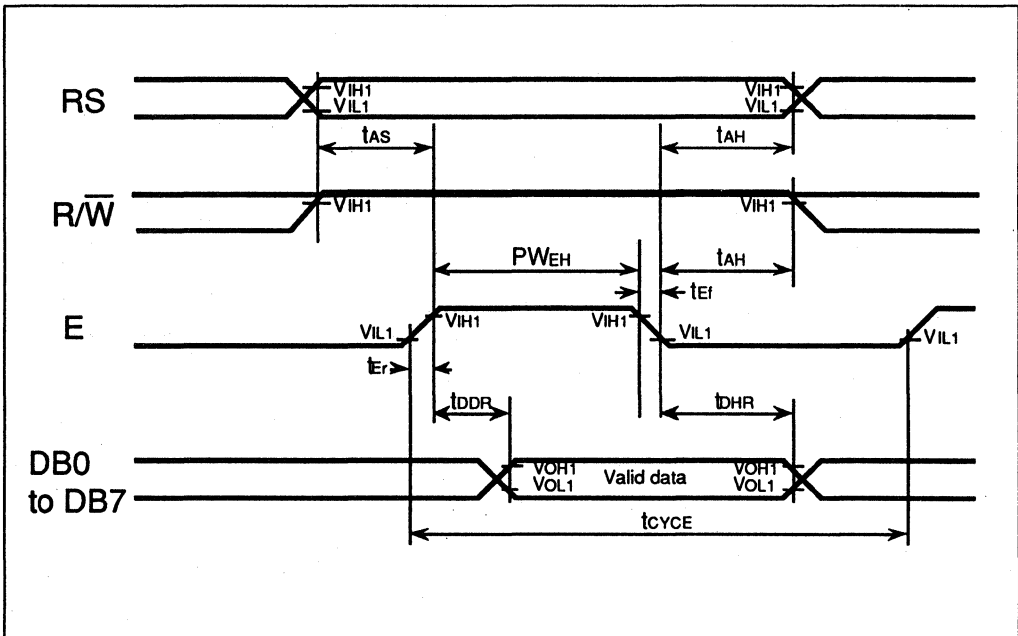 RS
VIH1
VIL1
VIH1
VIL1
tAS
tAH
R/W̅
VIH1
VIH1
PWEH
tAH
tEf
E
VIL1
VIH1
VIH1
VIL1
VIL1
tEr
tDDR
tDHR
DB0
to DB7
VOH1
VOL1
Valid data
VOH1
VOL1
tCYCE